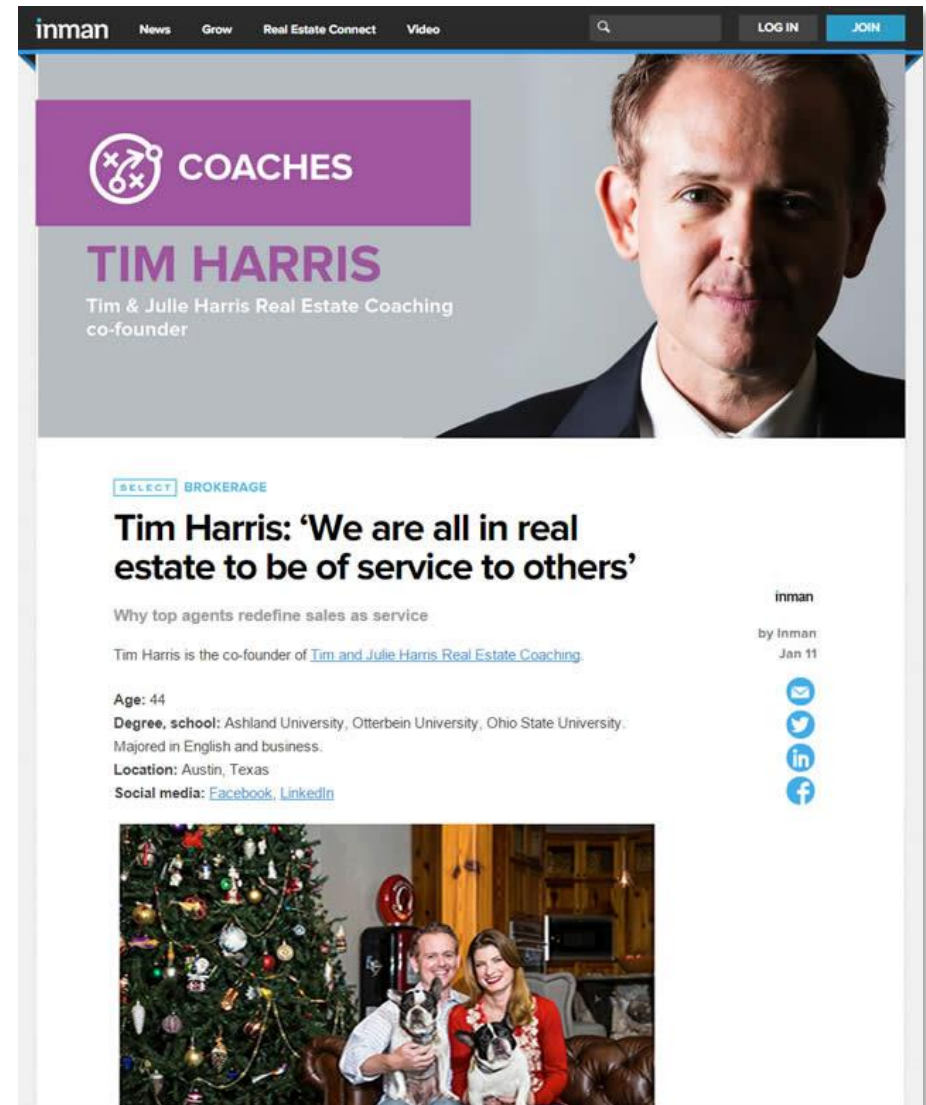 inman News Grow Real Estate Connect Video LOG IN JOIN
COACHES
TIM HARRIS
Tim & Julie Harris Real Estate Coaching
co-founder
SELECT BROKERAGE
Tim Harris: ‘We are all in real
estate to be of service to others’
Why top agents redefine sales as service
Tim Harris is the co-founder of Tim and Julie Harris Real Estate Coaching.
Age: 44
Degree, school: Ashland University, Otterbein University, Ohio State University.
Majored in English and business.
Location: Austin, Texas
Social media: Facebook, LinkedIn
inman
by Inman
Jan 11